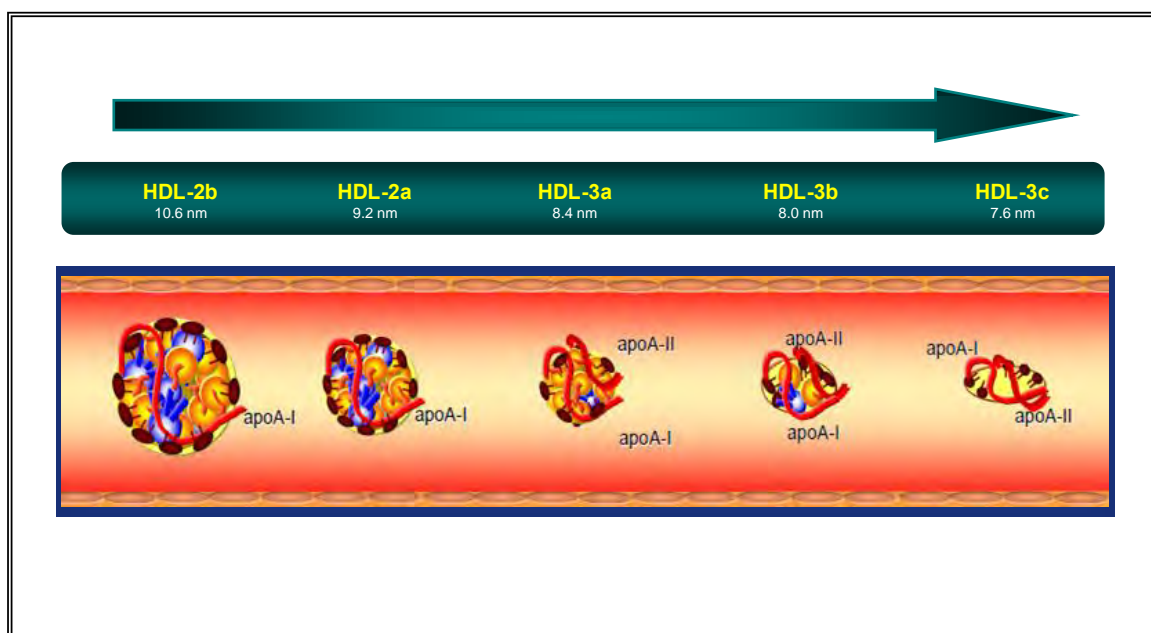 HDL-2b
10.6 nm
HDL-2a
9.2 nm
HDL-3a
8.4 nm
HDL-3b
8.0 nm
HDL-3c
7.6 nm
apoA-I
apoA-I
apoA-II
apoA-I
apoA-II
apoA-I
apoA-I
apoA-II